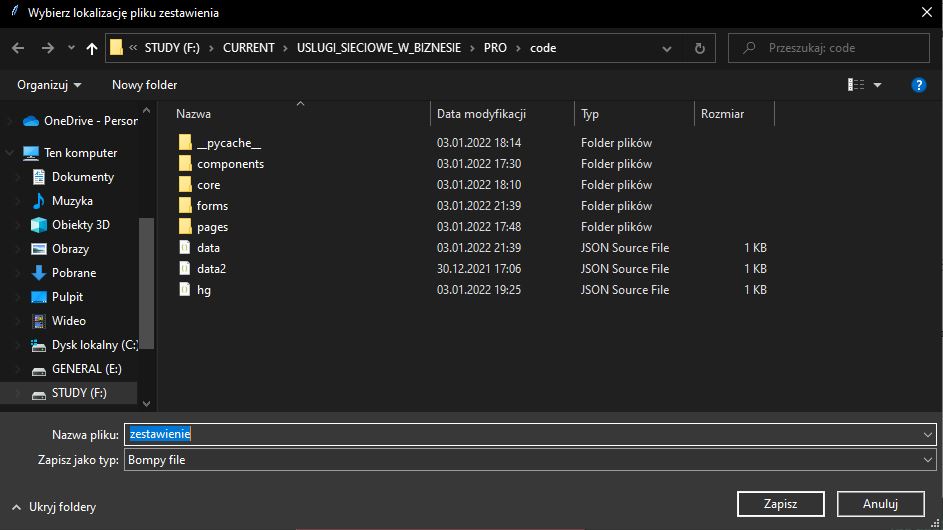 Wybierz lokalizację pliku zestawienia
« STUDY (F:) › CURRENT › USLUGI_SIECIOWE_W_BIZNESIE › PRO › code
Przeszukaj: code
Organizuj
New folder
?
OneDrive - Person
Ten komputer
Dokumenty
Muzyka
Obiekty 3D
Obrazy
Pobrane
Pulpit
Wideo
Dysk lokalny (C:)
GENERAL (E:)
STUDY (F:)
Nazwa Data modyfikacji Typ Rozmiar
__pycache__ 03.01.2022 18:14 Folder plików
components 03.01.2022 17:30 Folder plików
core 03.01.2022 18:10 Folder plików
forms 03.01.2022 21:39 Folder plików
pages 03.01.2022 17:48 Folder plików
data 03.01.2022 21:39 JSON Source File 1 KB
data2 30.12.2021 17:06 JSON Source File 1 KB
hg 03.01.2022 19:25 JSON Source File 1 KB
Nazwa pliku: zestawienie
Zapisz jako typ: Bompy file
Ukryj foldery
Zapisz
Anuluj